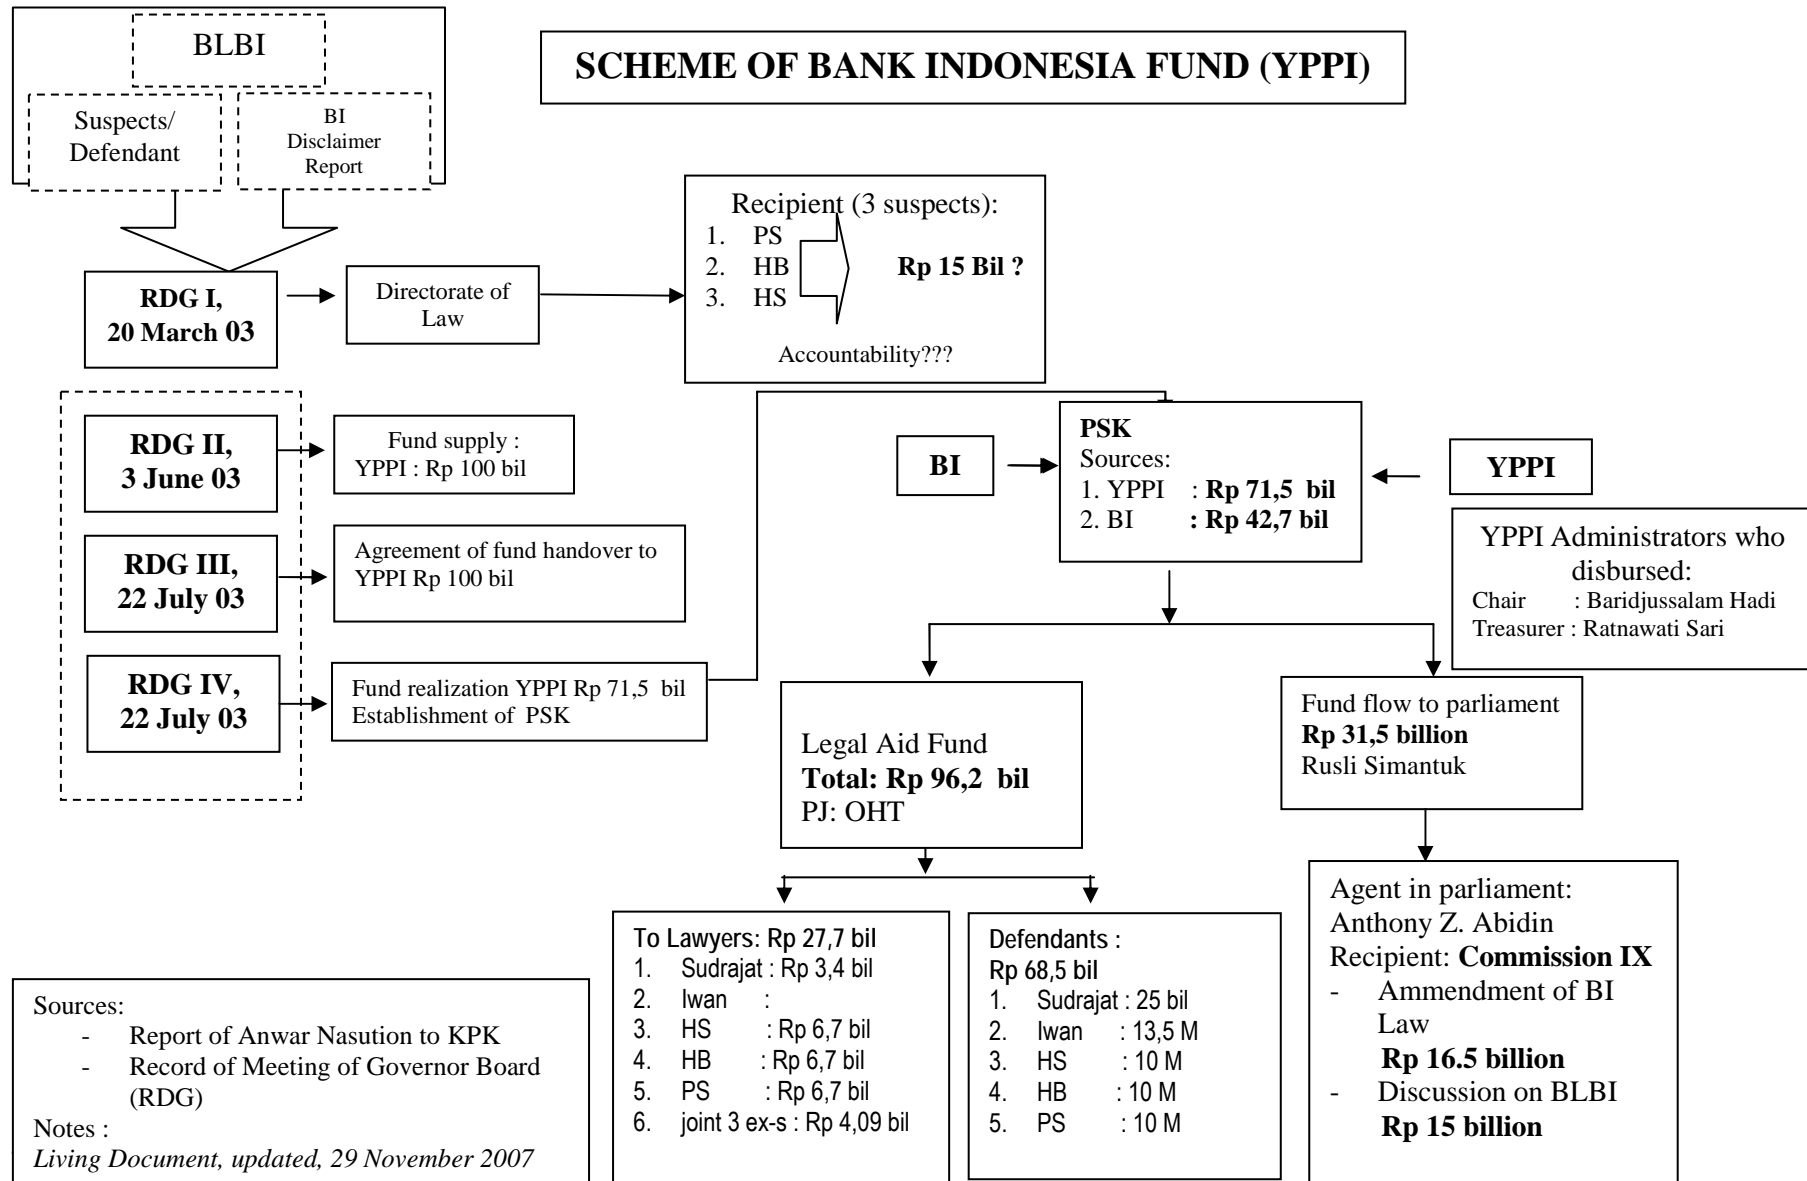 BLBI
Suspects/
Defendant
BI
Disclaimer
Report
SCHEME OF BANK INDONESIA FUND (YPPI)
RDG I,
20 March 03
Directorate of
Law
Recipient (3 suspects):
1. PS
2. HB
3. HS
Rp 15 Bil ?
Accountability???
RDG II,
3 June 03
Fund supply :
YPPI : Rp 100 bil
RDG III,
22 July 03
Agreement of fund handover to
YPPI Rp 100 bil
RDG IV,
22 July 03
Fund realization YPPI Rp 71,5 bil
Establishment of PSK
BI
PSK
Sources:
1. YPPI : Rp 71,5 bil
2. BI : Rp 42,7 bil
YPPI
YPPI Administrators who
disbursed:
Chair : Baridjussalam Hadi
Treasurer : Ratnawati Sari
Legal Aid Fund
Total: Rp 96,2 bil
PJ: OHT
Fund flow to parliament
Rp 31,5 billion
Rusli Simantuk
To Lawyers: Rp 27,7 bil
1. Sudrajat : Rp 3,4 bil
2. Iwan :
3. HS : Rp 6,7 bil
4. HB : Rp 6,7 bil
5. PS : Rp 6,7 bil
6. joint 3 ex-s : Rp 4,09 bil
Defendants :
Rp 68,5 bil
1. Sudrajat : 25 bil
2. Iwan : 13,5 M
3. HS : 10 M
4. HB : 10 M
5. PS : 10 M
Agent in parliament:
Anthony Z. Abidin
Recipient: Commission IX
- Ammendment of BI
Law
Rp 16.5 billion
- Discussion on BLBI
Rp 15 billion
Sources:
- Report of Anwar Nasution to KPK
- Record of Meeting of Governor Board
(RDG)
Notes :
Living Document, updated, 29 November 2007